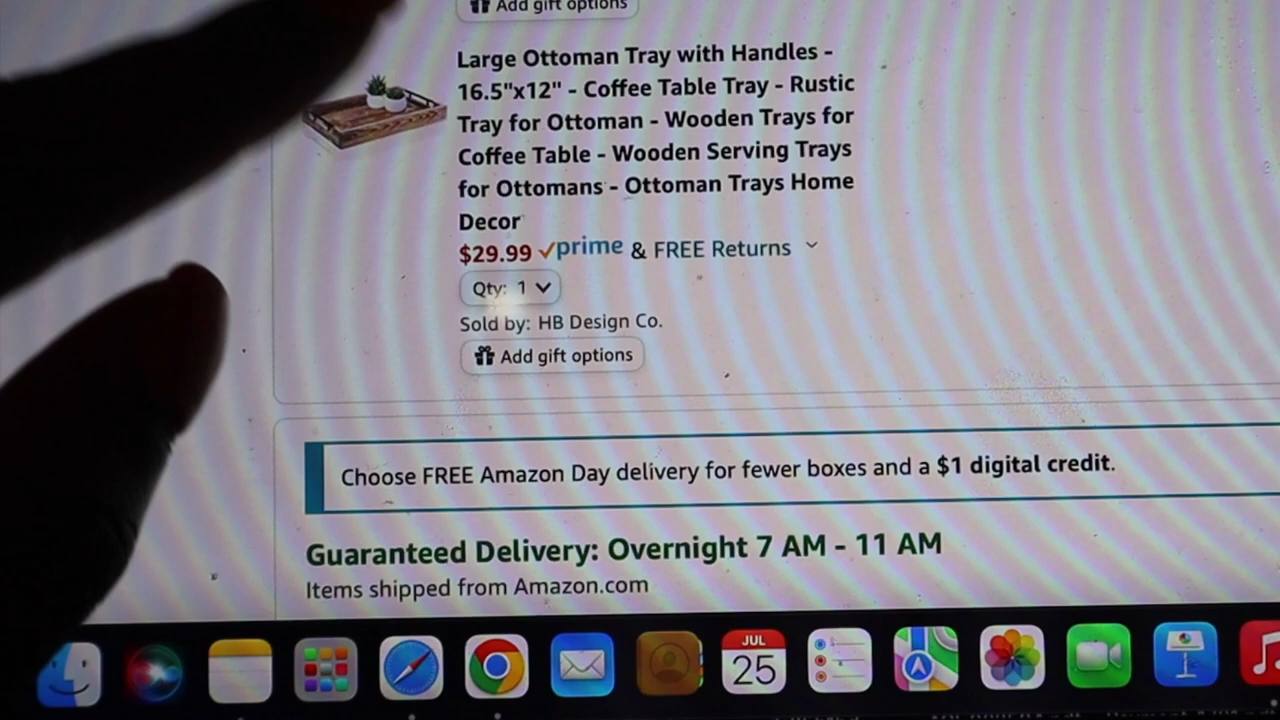 Add gift options
Large Ottoman Tray with Handles -
16.5"x12" - Coffee Table Tray - Rustic
Tray for Ottoman - Wooden Trays for
Coffee Table - Wooden Serving Trays
for Ottomans - Ottoman Trays Home
Decor
$29.99 prime & FREE Returns
Qty: 1
Sold by: HB Design Co.
Add gift options
Choose FREE Amazon Day delivery for fewer boxes and a $1 digital credit.
Guaranteed Delivery: Overnight 7 AM - 11 AM
Items shipped from Amazon.com
JUL
25